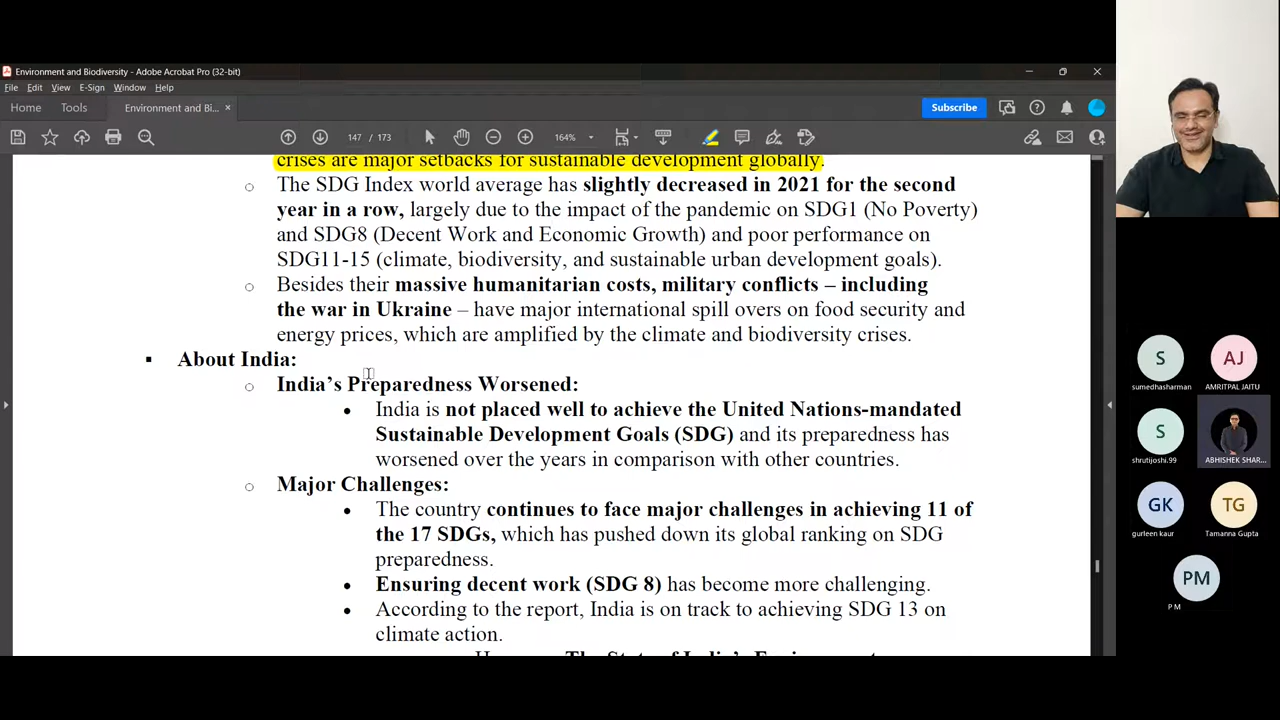 Environment and Biodiversity - Adobe Acrobat Pro (32-bit)
File Edit View E-Sign Window Help
Home Tools Environment and Bi... × Subscribe
147 / 173 164%
crises are major setbacks for sustainable development globally.
o The SDG Index world average has slightly decreased in 2021 for the second
year in a row, largely due to the impact of the pandemic on SDG1 (No Poverty)
and SDG8 (Decent Work and Economic Growth) and poor performance on
SDG11-15 (climate, biodiversity, and sustainable urban development goals).
o Besides their massive humanitarian costs, military conflicts – including
the war in Ukraine – have major international spill overs on food security and
energy prices, which are amplified by the climate and biodiversity crises.
▪ About India:
o India’s Preparedness Worsened:
• India is not placed well to achieve the United Nations-mandated
Sustainable Development Goals (SDG) and its preparedness has
worsened over the years in comparison with other countries.
o Major Challenges:
• The country continues to face major challenges in achieving 11 of
the 17 SDGs, which has pushed down its global ranking on SDG
preparedness.
• Ensuring decent work (SDG 8) has become more challenging.
• According to the report, India is on track to achieving SDG 13 on
climate action.
The State of India’s Environment
S AJ
sumedhasharman AMRITPAL JAITU
S
shrutijoshi.99 ABHISHEK SHAR...
GK TG
gurleen kaur Tamanna Gupta
PM
P M